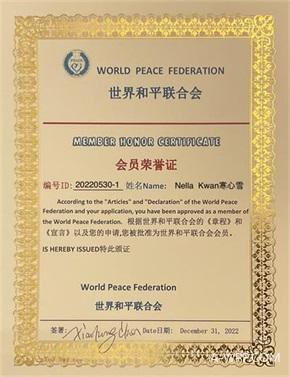 PEACE
WORLD PEACE FEDERATION
世界和平联合会
MEMBER HONOR CERTIFICATE
会员荣誉证
编号ID: 20220530-1 姓名Name: Nella Kwan寒心雪
According to the "Articles" and "Declaration" of the World Peace
Federation and your application, you have been approved as a member of
the World Peace Federation. 根据世界和平联合会的《章程》和
《宣言》以及您的申请,您被批准为世界和平联合会会员。
IS HEREBY ISSUED特此颁证
World Peace Federation
世界和平联合会
签署: Date日期: December 31, 2022